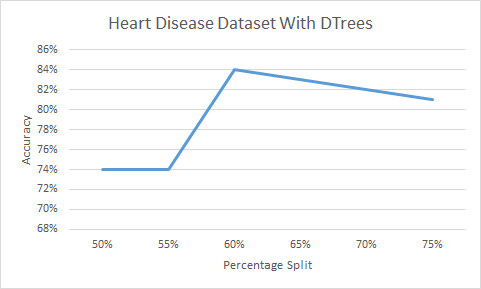 Heart Disease Dataset With DTrees
86%
84%
82%
80%
78%
76%
74%
72%
70%
68%
Accuracy
50% 55% 60% 65% 70% 75%
Percentage Split